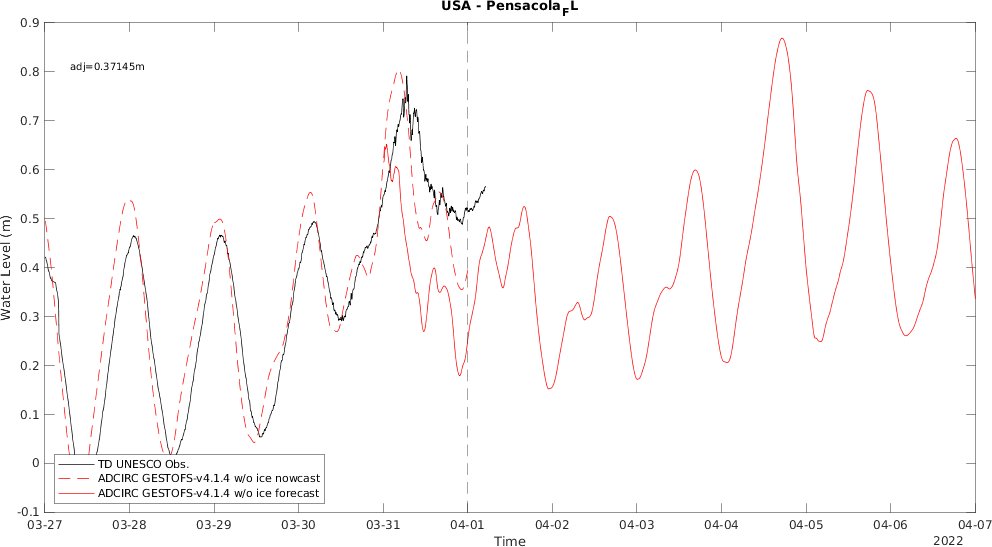 USA - Pensacola_FL
adj=0.37145m
Water Level (m)
0.9
0.8
0.7
0.6
0.5
0.4
0.3
0.2
0.1
0
-0.1
TD UNESCO Obs.
ADCIRC GESTOFS-v4.1.4 w/o ice nowcast
ADCIRC GESTOFS-v4.1.4 w/o ice forecast
03-27 03-28 03-29 03-30 03-31 04-01 04-02 04-03 04-04 04-05 04-06 04-07
Time
2022